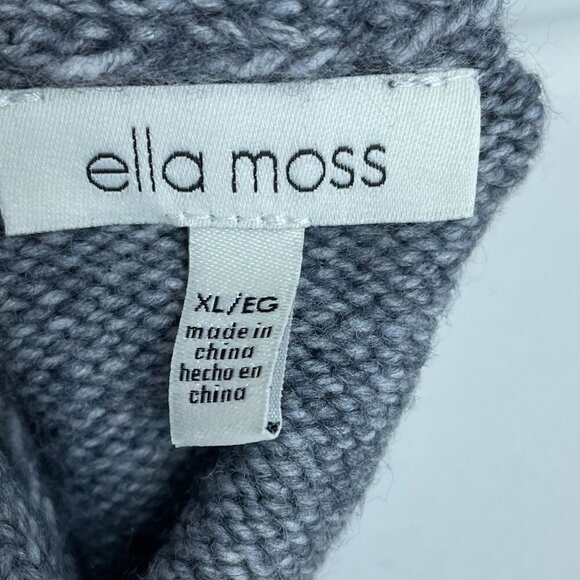 ella moss
XL/EG
made in
china
hecho en
china